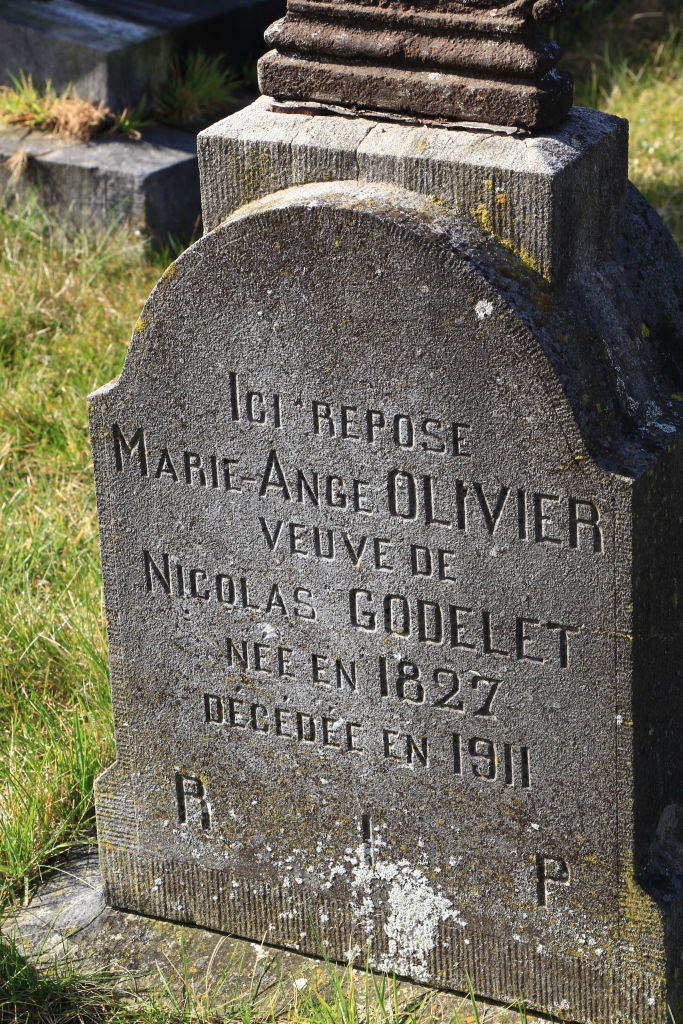 ICI REPOSE
MARIE-ANGE OLIVIER
VEUVE DE
NICOLAS GODELET
NÉE EN 1827
DÉCÉDÉE EN 1911
R I P